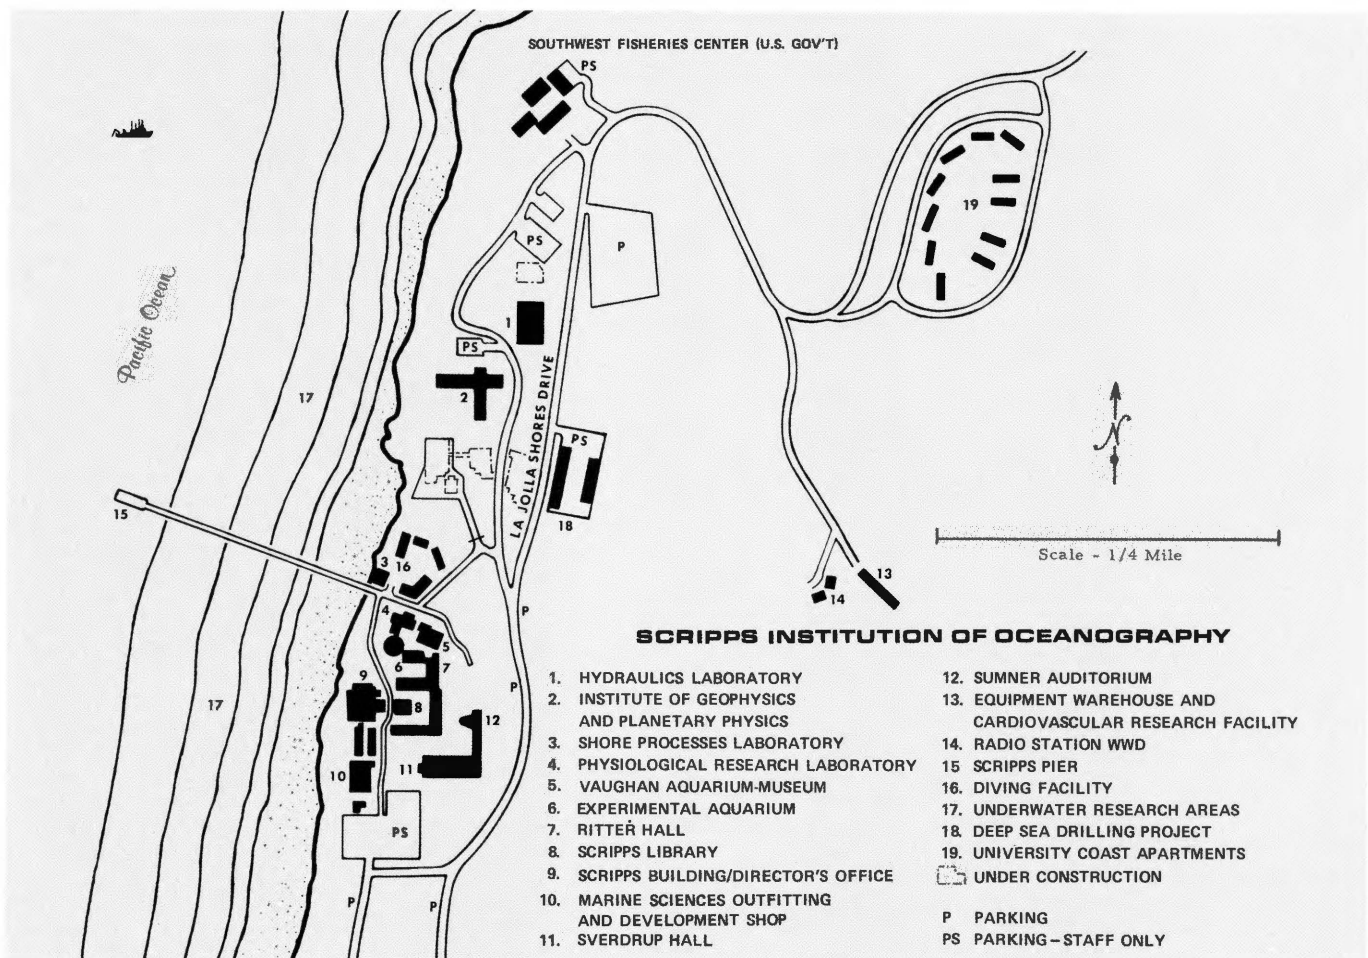 SOUTHWEST FISHERIES CENTER (U.S. GOV'T)
PS
19
PS
P
Pacific Ocean
1
PS
LA JOLLA SHORES DRIVE
2
17
N
PS
15
18
Scale - 1/4 Mile
3
16
13
14
4
P
5
6
7
9
P
17
8
12
10
11
PS
P
P
SCRIPPS INSTITUTION OF OCEANOGRAPHY
1. HYDRAULICS LABORATORY
2. INSTITUTE OF GEOPHYSICS
AND PLANETARY PHYSICS
3. SHORE PROCESSES LABORATORY
4. PHYSIOLOGICAL RESEARCH LABORATORY
5. VAUGHAN AQUARIUM-MUSEUM
6. EXPERIMENTAL AQUARIUM
7. RITTER HALL
8. SCRIPPS LIBRARY
9. SCRIPPS BUILDING/DIRECTOR'S OFFICE
10. MARINE SCIENCES OUTFITTING
AND DEVELOPMENT SHOP
11. SVERDRUP HALL
12. SUMNER AUDITORIUM
13. EQUIPMENT WAREHOUSE AND
CARDIOVASCULAR RESEARCH FACILITY
14. RADIO STATION WWD
15 SCRIPPS PIER
16. DIVING FACILITY
17. UNDERWATER RESEARCH AREAS
18. DEEP SEA DRILLING PROJECT
19. UNIVERSITY COAST APARTMENTS
UNDER CONSTRUCTION
P PARKING
PS PARKING-STAFF ONLY